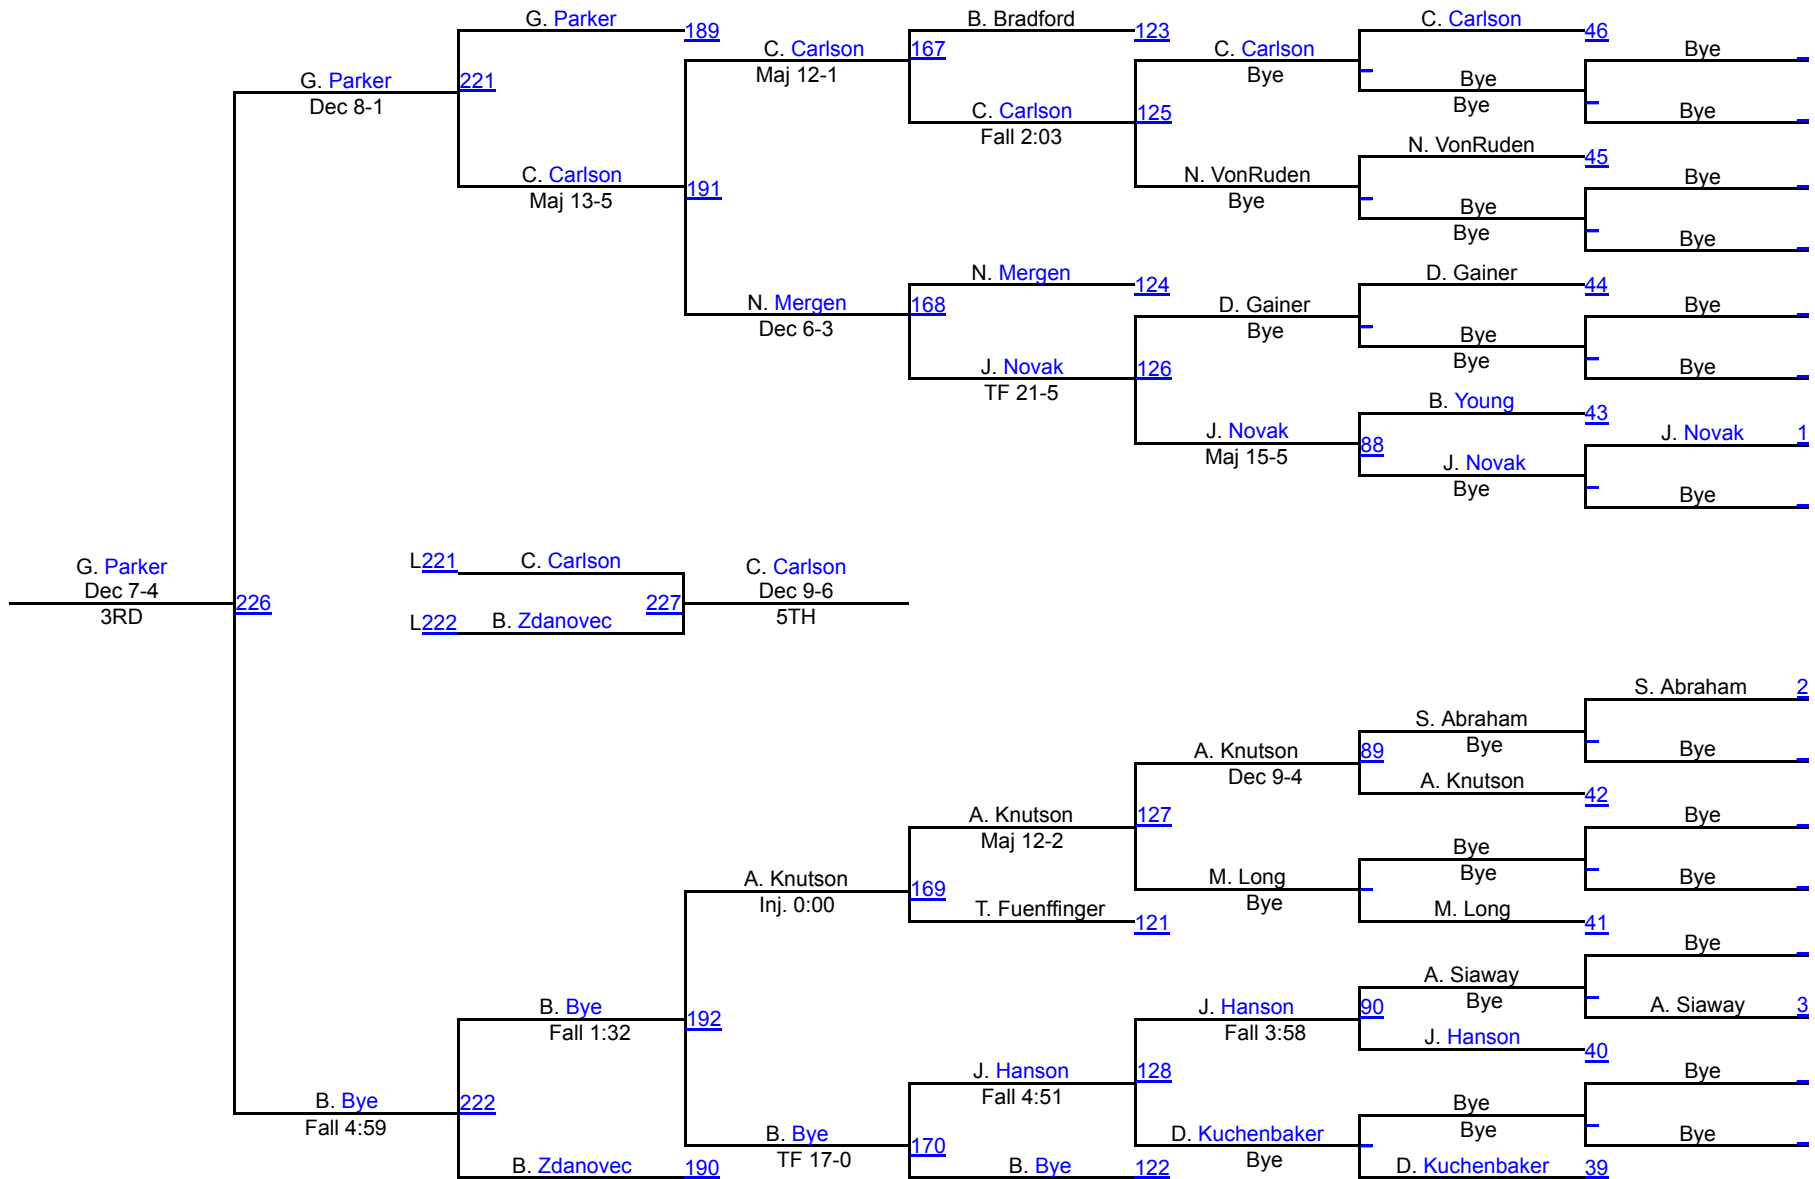 G. Parker
189
B. Bradford
123
C. Carlson
46
C. Carlson
Maj 12-1
167
C. Carlson
Bye
Bye
G. Parker
Dec 8-1
221
Bye
Bye
C. Carlson
Fall 2:03
125
Bye
N. VonRuden
45
C. Carlson
Maj 13-5
191
N. VonRuden
Bye
Bye
Bye
Bye
Bye
N. Mergen
124
D. Gainer
44
N. Mergen
Dec 6-3
168
D. Gainer
Bye
Bye
Bye
Bye
J. Novak
TF 21-5
126
Bye
B. Young
43
J. Novak
Maj 15-5
88
J. Novak
1
J. Novak
Bye
Bye
G. Parker
Dec 7-4
3RD
226
L221
C. Carlson
L222
B. Zdanovec
227
C. Carlson
Dec 9-6
5TH
S. Abraham
2
S. Abraham
Bye
A. Knutson
Dec 9-4
89
Bye
A. Knutson
42
A. Knutson
Maj 12-2
127
Bye
Bye
Bye
A. Knutson
Inj. 0:00
169
M. Long
Bye
Bye
T. Fuenffinger
121
M. Long
41
Bye
A. Siaway
Bye
B. Bye
Fall 1:32
192
J. Hanson
Fall 3:58
90
A. Siaway
3
J. Hanson
40
J. Hanson
Fall 4:51
128
Bye
B. Bye
Fall 4:59
222
Bye
Bye
B. Bye
TF 17-0
170
D. Kuchenbaker
Bye
Bye
B. Zdanovec
190
B. Bye
122
D. Kuchenbaker
39